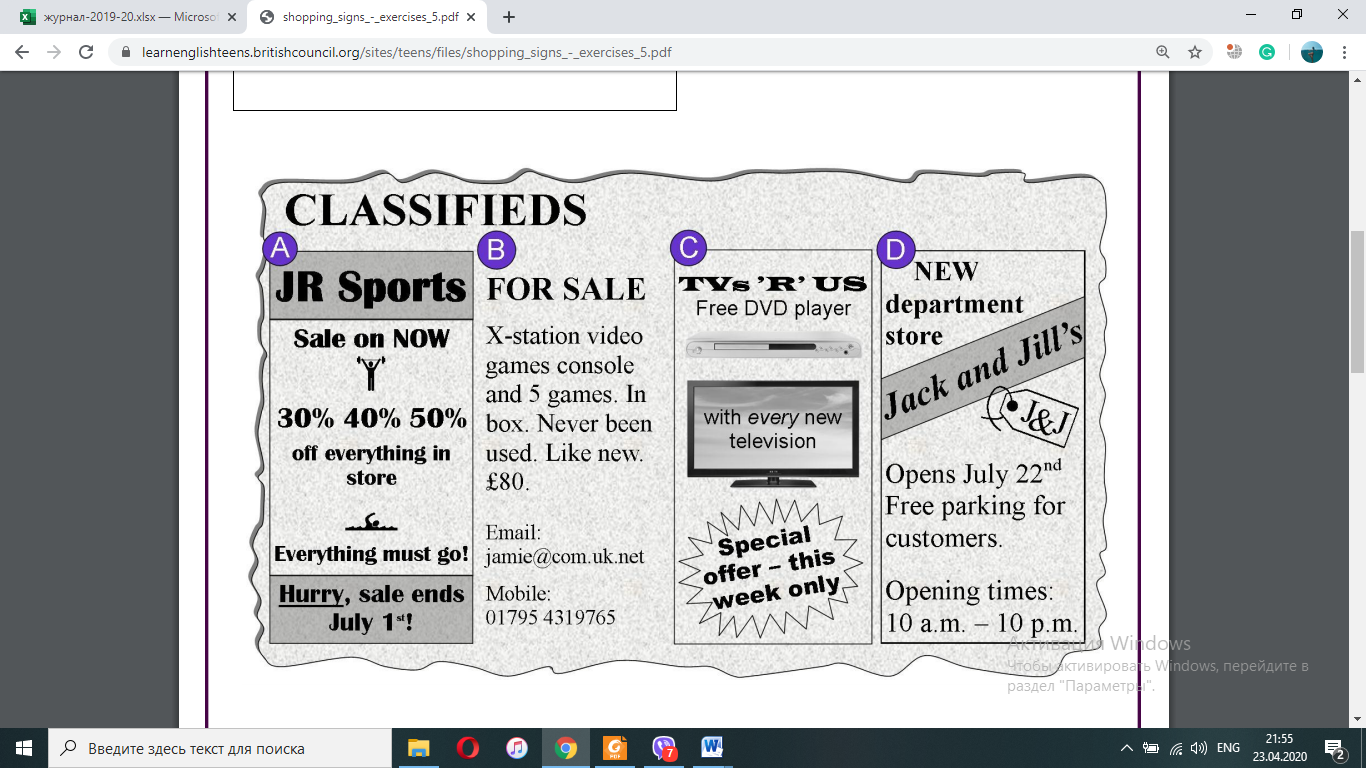 журнал-2019-20.xlsx — Microso
shopping_signs_-_exercises_5.pdf
learnenglishteens.britishcouncil.org/sites/teens/files/shopping_signs_-_exercises_5.pdf
CLASSIFIEDS
A
JR Sports
Sale on NOW
30% 40% 50%
off everything in
store
Everything must go!
Hurry, sale ends
July 1st!
B
FOR SALE
X-station video
games console
and 5 games. In
box. Never been
used. Like new.
£80.
Email:
jamie@com.uk.net
Mobile:
01795 4319765
C
TVs 'R' US
Free DVD player
with every new
television
Special
offer – this
week only
D
NEW
department
store
Jack and Jill's
J&J
Opens July 22nd
Free parking for
customers.
Opening times:
10 a.m. – 10 p.m.
Активация Windows
Чтобы активировать Windows, перейдите в
раздел "Параметры".
Введите здесь текст для поиска
7
ENG
21:55
23.04.2020
2